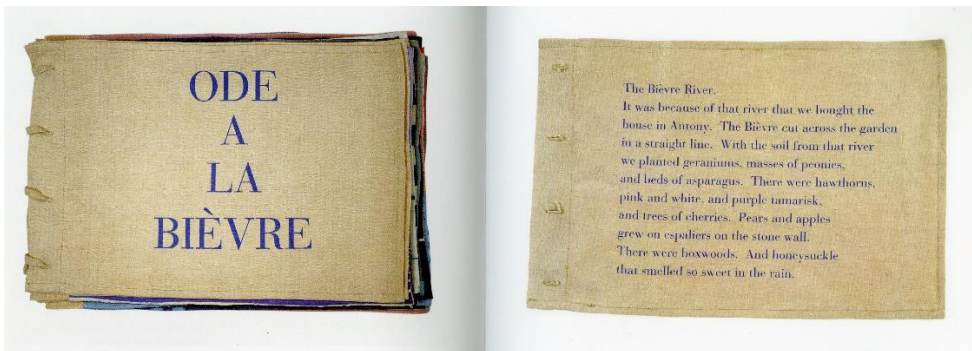 ODE
A
LA
BIÈVRE
The Bièvre River.
It was because of that river that we bought the
house in Antony. The Bièvre cut across the garden
in a straight line. With the soil from that river
we planted geraniums, masses of peonies,
and beds of asparagus. There were hawthorns,
pink and white, and purple tamarisk,
and trees of cherries. Pears and apples
grew on espaliers on the stone wall.
There were boxwoods. And honeysuckle
that smelled so sweet in the rain.